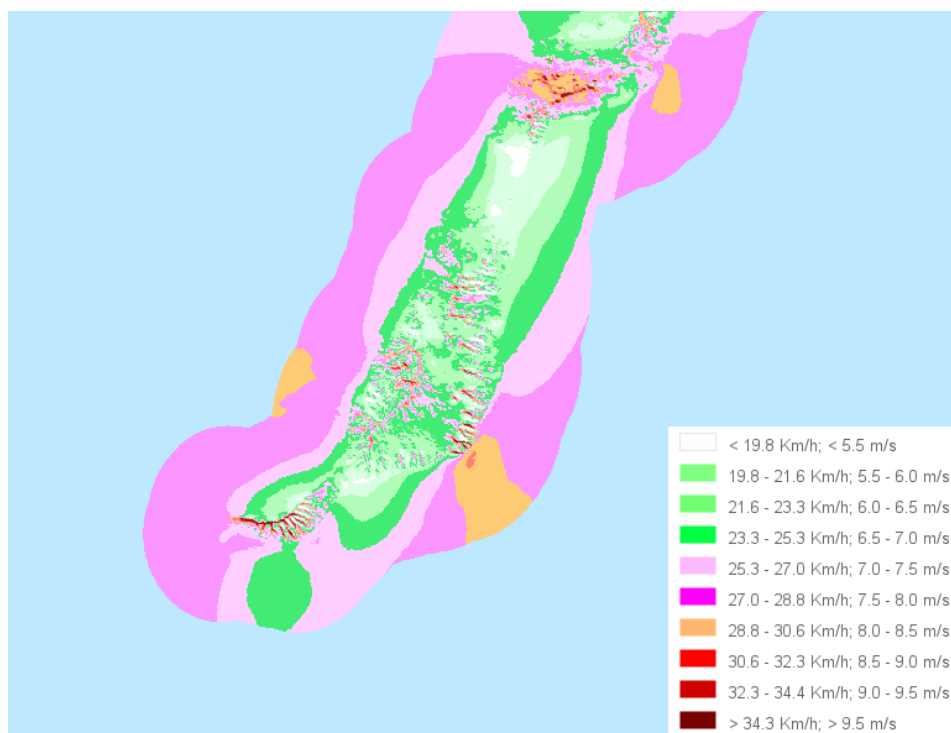 < 19.8 Km/h; < 5.5 m/s
19.8 - 21.6 Km/h; 5.5 - 6.0 m/s
21.6 - 23.3 Km/h; 6.0 - 6.5 m/s
23.3 - 25.3 Km/h; 6.5 - 7.0 m/s
25.3 - 27.0 Km/h; 7.0 - 7.5 m/s
27.0 - 28.8 Km/h; 7.5 - 8.0 m/s
28.8 - 30.6 Km/h; 8.0 - 8.5 m/s
30.6 - 32.3 Km/h; 8.5 - 9.0 m/s
32.3 - 34.4 Km/h; 9.0 - 9.5 m/s
> 34.3 Km/h; > 9.5 m/s